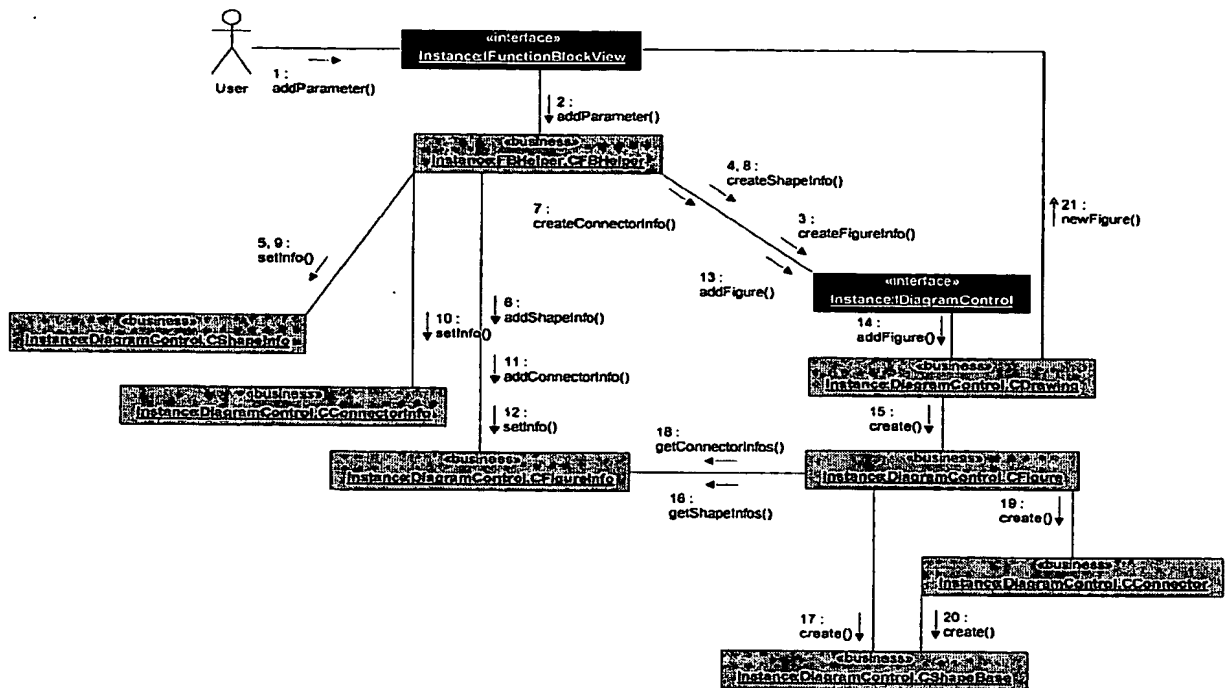 «interface»
Instance:IFunctionBlockView
User
1 :
addParameter()
2 :
addParameter()
«business»
Instance:FBHelper.CFBHelper
4, 8 :
createShapeInfo()
7 :
createConnectorInfo()
3 :
createFigureInfo()
21 :
newFigure()
5, 9 :
setInfo()
13 :
addFigure()
«interface»
Instance:IDiagramControl
«business»
Instance:DiagramControl.CShapeInfo
10 :
setInfo()
6 :
addShapeInfo()
14 :
addFigure()
11 :
addConnectorInfo()
«business»
Instance:DiagramControl.CDrawing
«business»
Instance:DiagramControl.CConnectorInfo
12 :
setInfo()
15 :
create()
18 :
getConnectorInfos()
«business»
Instance:DiagramControl.CFigureInfo
«business»
Instance:DiagramControl.CFigure
16 :
getShapeInfos()
19 :
create()
«business»
Instance:DiagramControl.CConnector
17 :
create()
20 :
create()
«business»
Instance:DiagramControl.CShapeBase